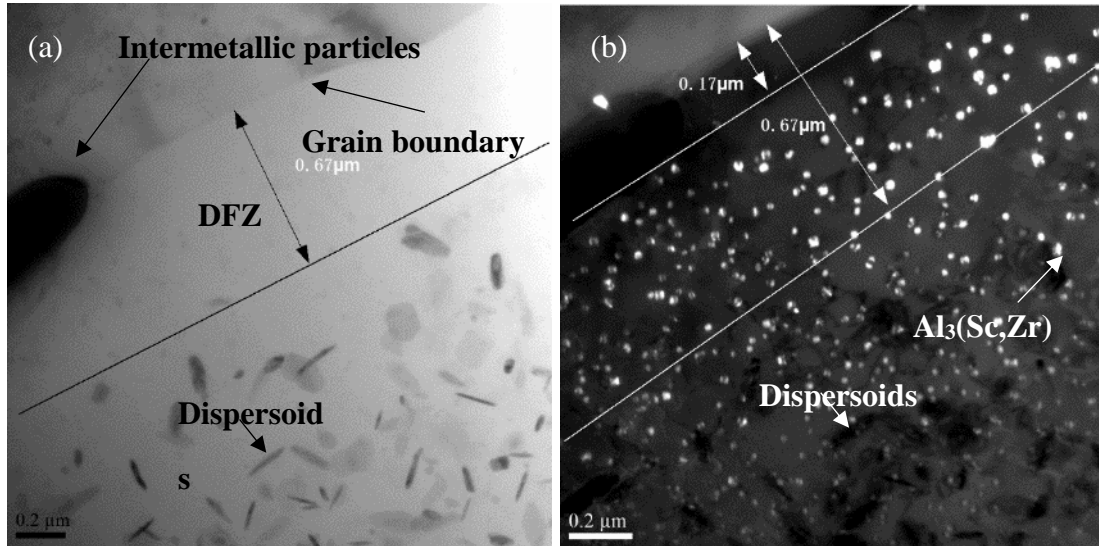 (a)
Intermetallic particles
Grain boundary
0.67μm
DFZ
Dispersoid
s
0.2 μm
(b)
0.17μm
0.67μm
Al₃(Sc,Zr)
Dispersoids
0.2 μm